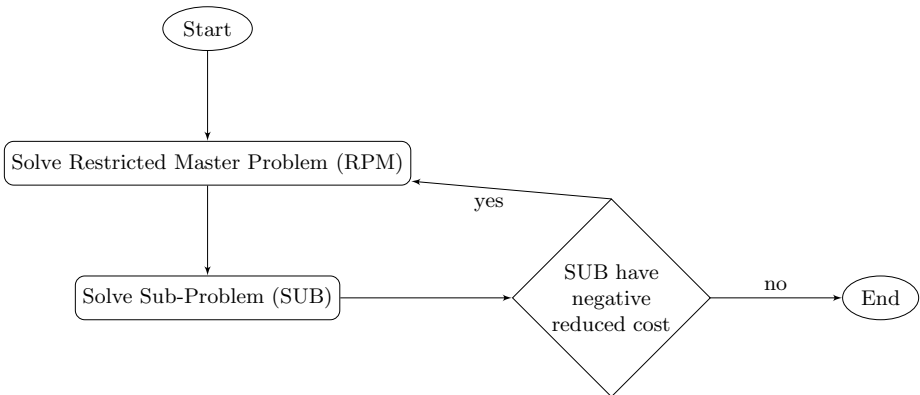 Start
Solve Restricted Master Problem (RPM)
yes
Solve Sub-Problem (SUB)
SUB have
negative
reduced cost
no
End